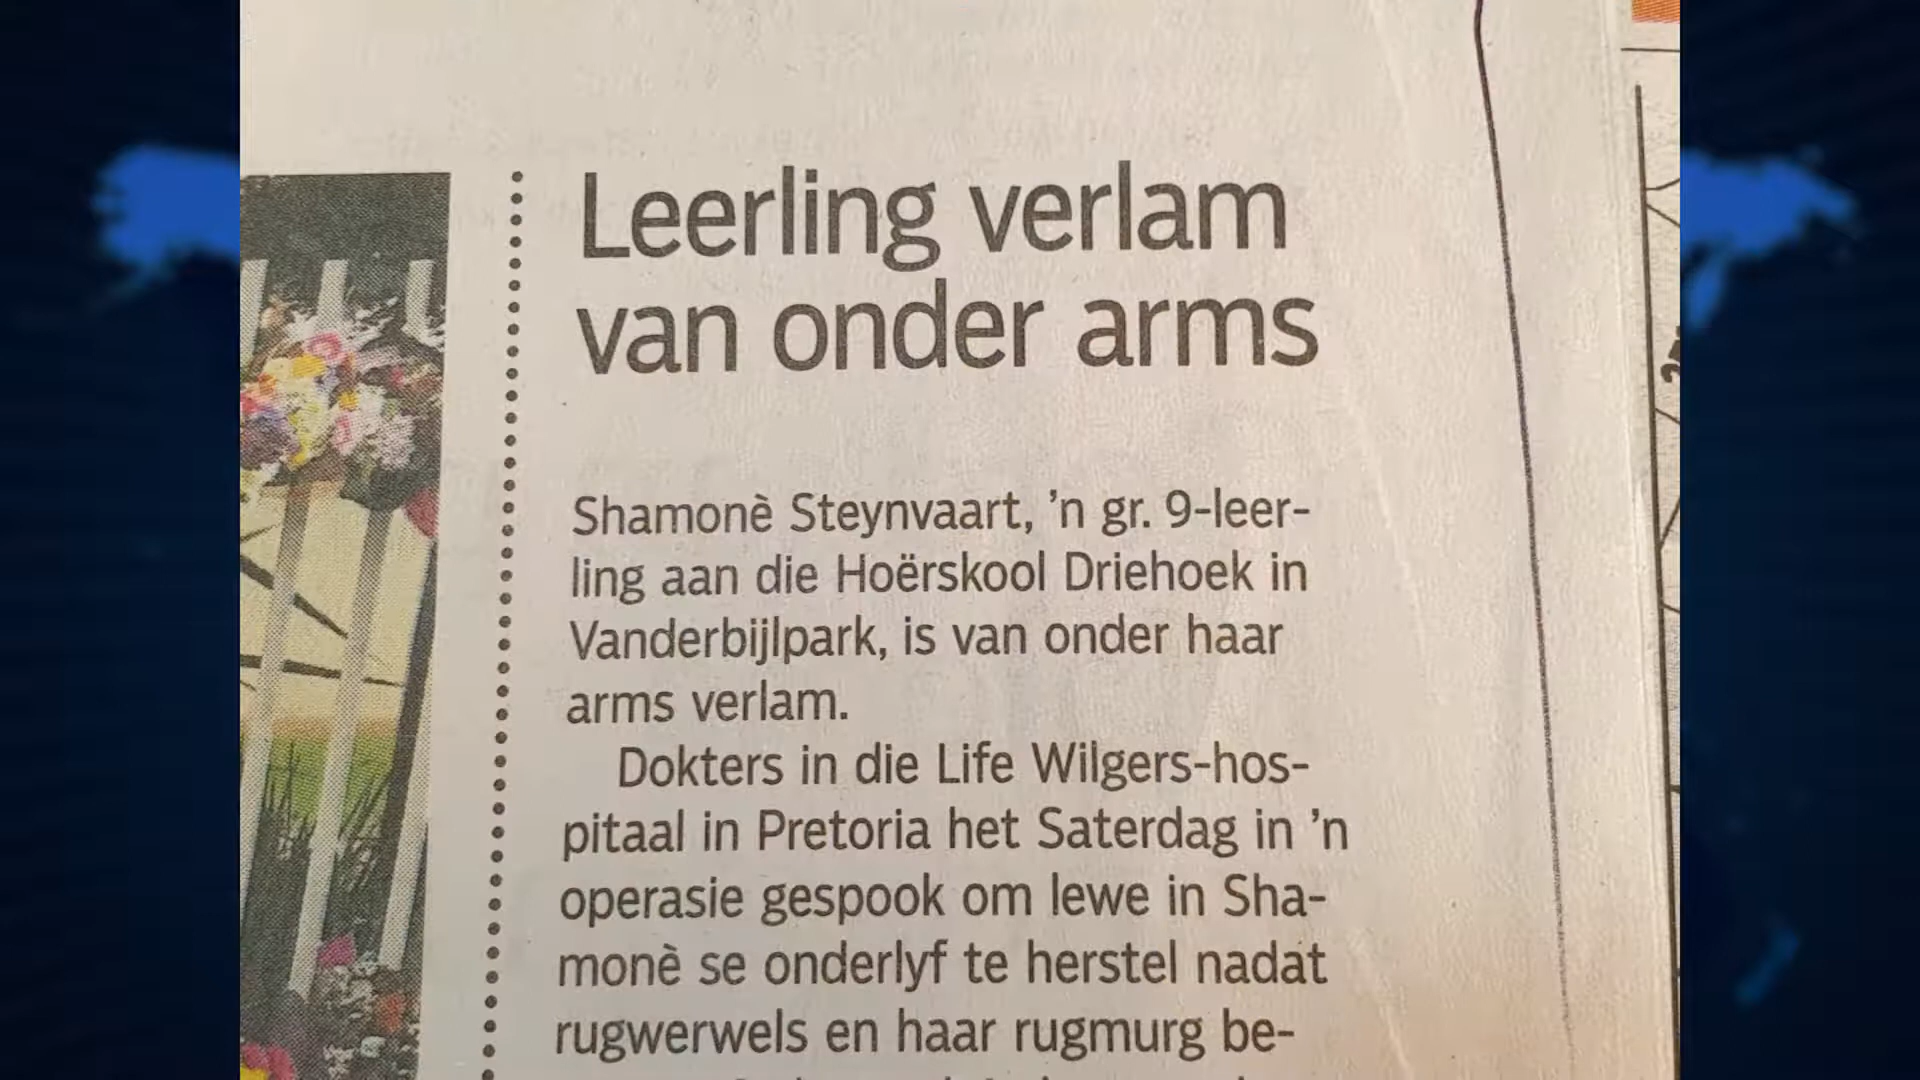 Leerling verlam
van onder arms
Shamonè Steynvaart, ’n gr. 9-leer-
ling aan die Hoërskool Driehoek in
Vanderbijlpark, is van onder haar
arms verlam.
Dokters in die Life Wilgers-hos-
pitaal in Pretoria het Saterdag in ’n
operasie gespook om lewe in Sha-
monè se onderlyf te herstel nadat
rugwerwels en haar rugmurg be-